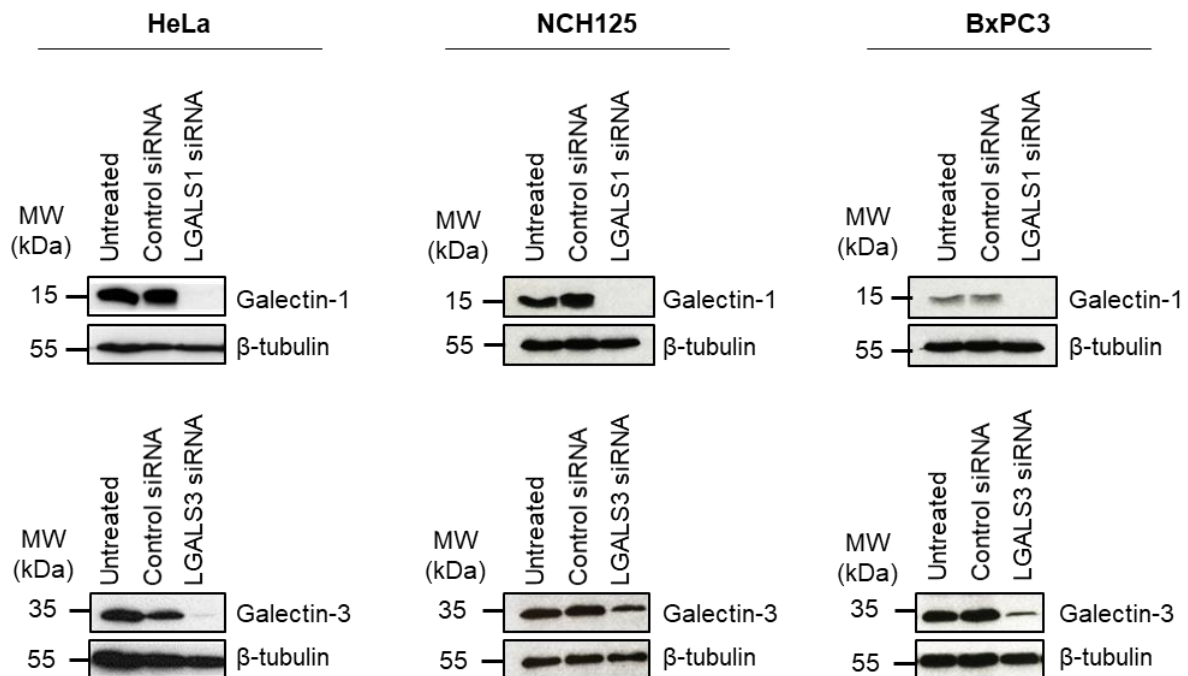 HeLa
NCH125
BxPC3
Untreated
Control siRNA
LGALS1 siRNA
MW
(kDa)
15
Galectin-1
55
β-tubulin
Untreated
Control siRNA
LGALS1 siRNA
MW
(kDa)
15
Galectin-1
55
β-tubulin
Untreated
Control siRNA
LGALS1 siRNA
MW
(kDa)
15
Galectin-1
55
β-tubulin
Untreated
Control siRNA
LGALS3 siRNA
MW
(kDa)
35
Galectin-3
55
β-tubulin
Untreated
Control siRNA
LGALS3 siRNA
MW
(kDa)
35
Galectin-3
55
β-tubulin
Untreated
Control siRNA
LGALS3 siRNA
MW
(kDa)
35
Galectin-3
55
β-tubulin